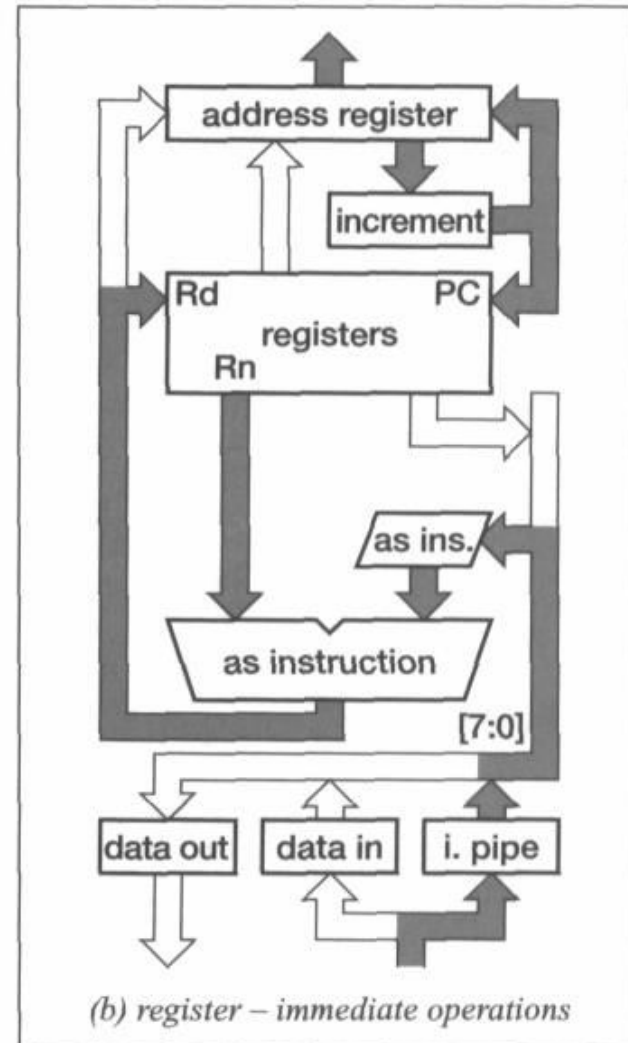 address register
increment
Rd PC
registers
Rn
as ins.
as instruction
[7:0]
data out data in i. pipe
(b) register – immediate operations